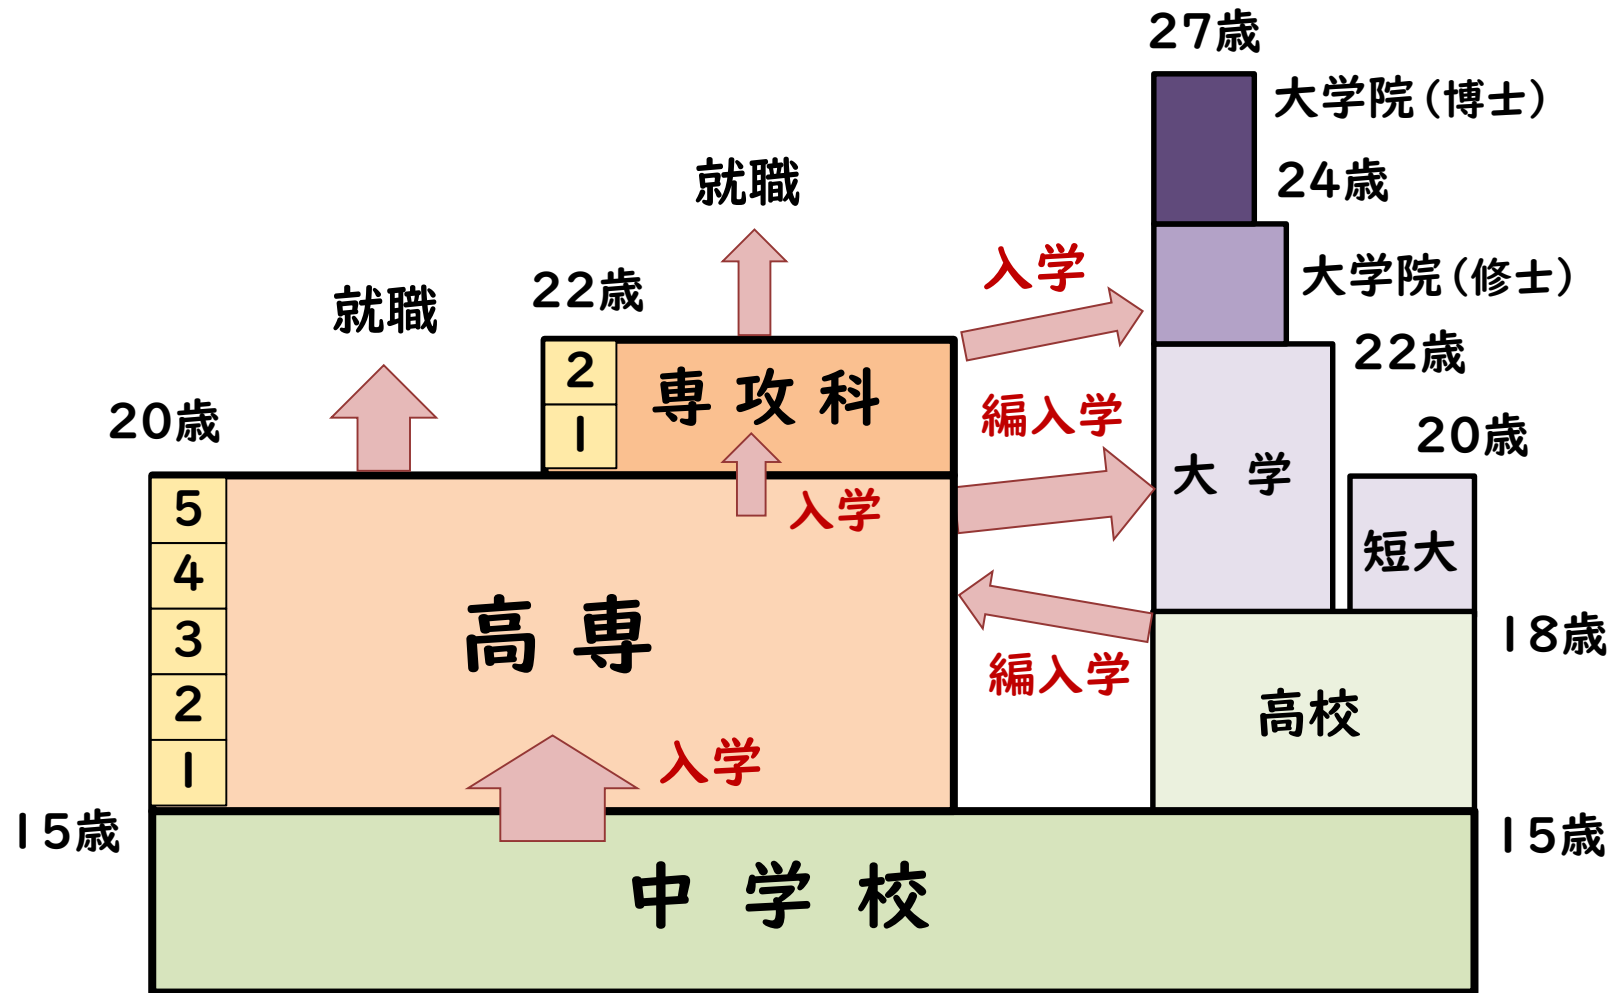 27歳
大学院(博士)
24歳
就職
入学
大学院(修士)
22歳
就職
22歳
2
専攻科
編入学
20歳
1
20歳
大学
5
入学
短大
4
高専
18歳
3
編入学
2
高校
1
入学
15歳
15歳
中学校